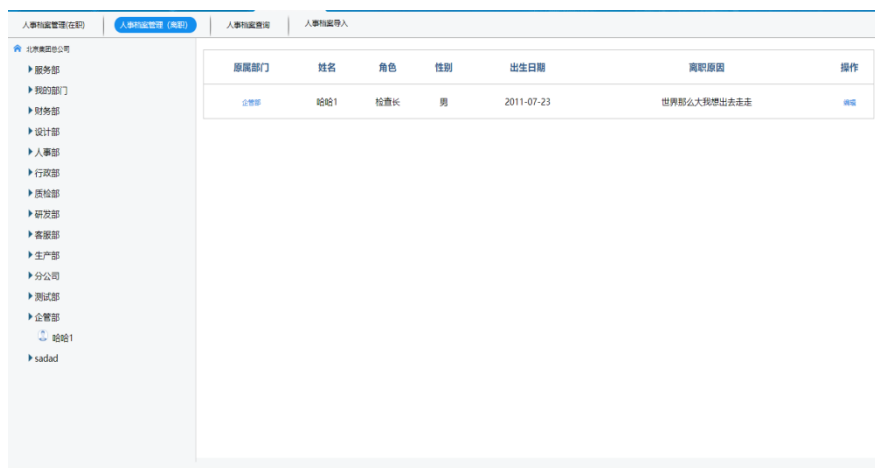 人事档案管理(在职) 人事档案管理 (离职) 人事档案查询 人事档案导入
北京集团总公司
服务部
我的部门
财务部
设计部
人事部
行政部
质检部
研发部
客服部
生产部
分公司
测试部
企管部
哈哈1
sadad
原属部门 姓名 角色 性别 出生日期 离职原因 操作
企管部 哈哈1 检查长 男 2011-07-23 世界那么大我想出去走走 编辑